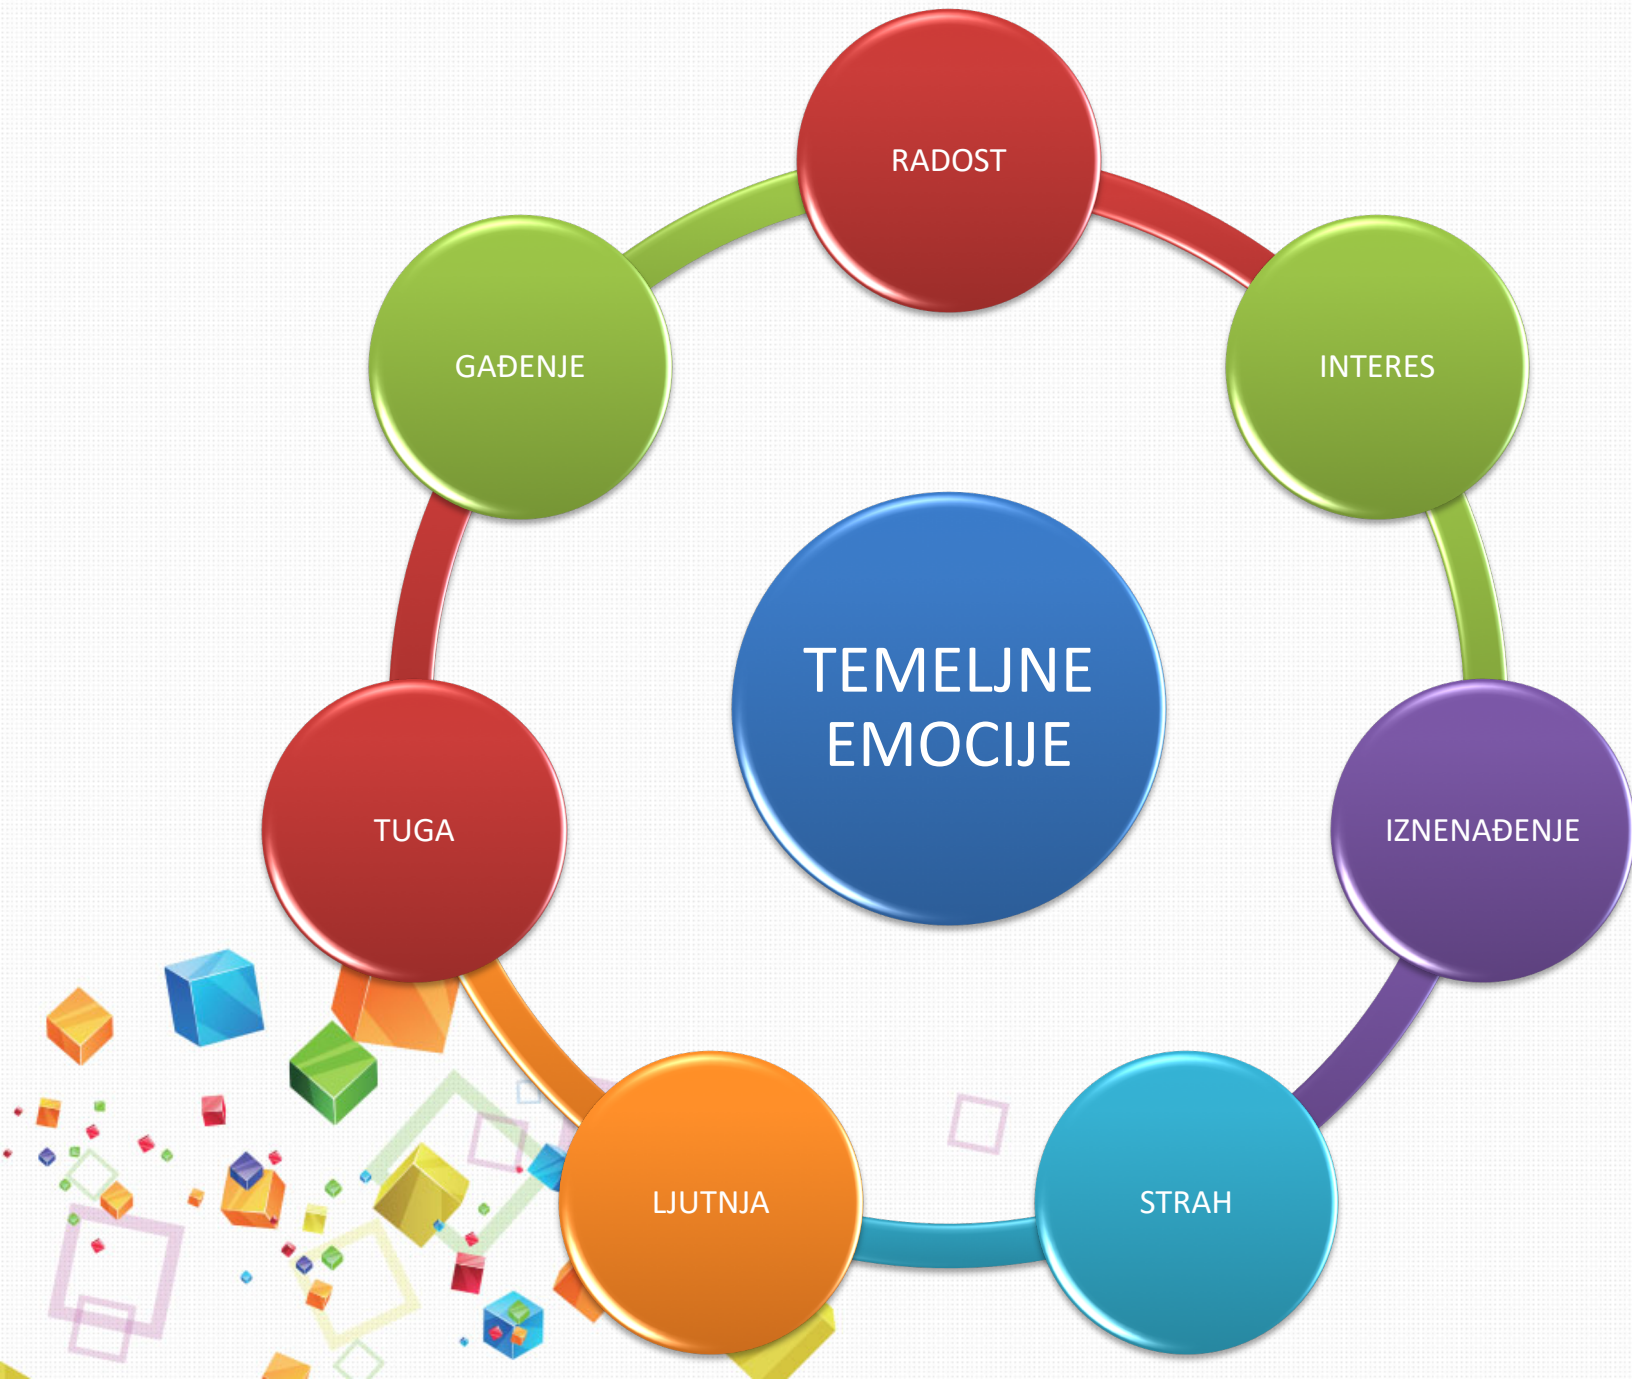 RADOST
INTERES
IZNENAĐENJE
STRAH
LJUTNJA
TUGA
GAĐENJE
TEMELJNE
EMOCIJE